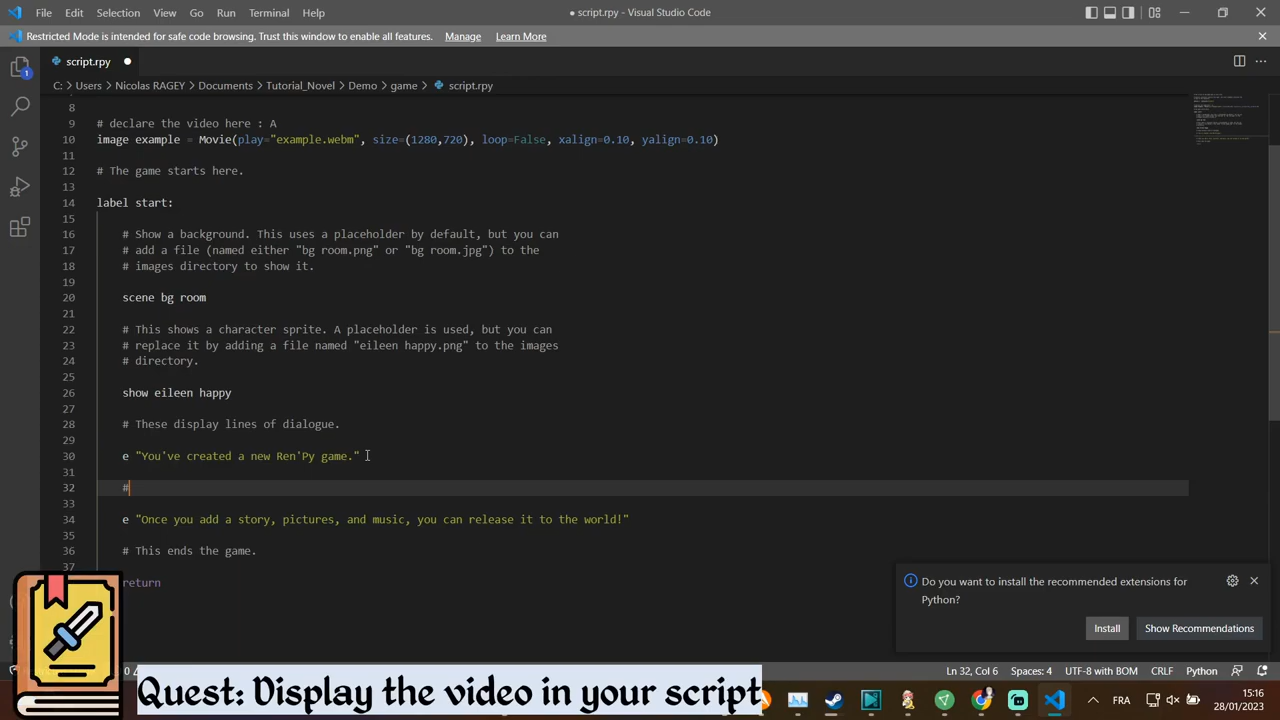 File Edit Selection View Go Run Terminal Help
● script.rpy - Visual Studio Code
Restricted Mode is intended for safe code browsing. Trust this window to enable all features. Manage Learn More
script.rpy
C: > Users > Nicolas RAGEY > Documents > Tutorial_Novel > Demo > game > script.rpy
8
9 # declare the video here : A
10 image example = Movie(play="example.webm", size=(1280,720), loop=False, xalign=0.10, yalign=0.10)
11
12 # The game starts here.
13
14 label start:
15
16 # Show a background. This uses a placeholder by default, but you can
17 # add a file (named either "bg room.png" or "bg room.jpg") to the
18 # images directory to show it.
19
20 scene bg room
21
22 # This shows a character sprite. A placeholder is used, but you can
23 # replace it by adding a file named "eileen happy.png" to the images
24 # directory.
25
26 show eileen happy
27
28 # These display lines of dialogue.
29
30 e "You've created a new Ren'Py game."
31
32 #
33
34 e "Once you add a story, pictures, and music, you can release it to the world!"
35
36 # This ends the game.
37
return
Do you want to install the recommended extensions for
Python?
Install Show Recommendations
Ln 32, Col 6 Spaces: 4 UTF-8 with BOM CRLF Python
Quest: Display the video in your script
FRA
15:16
28/01/2023